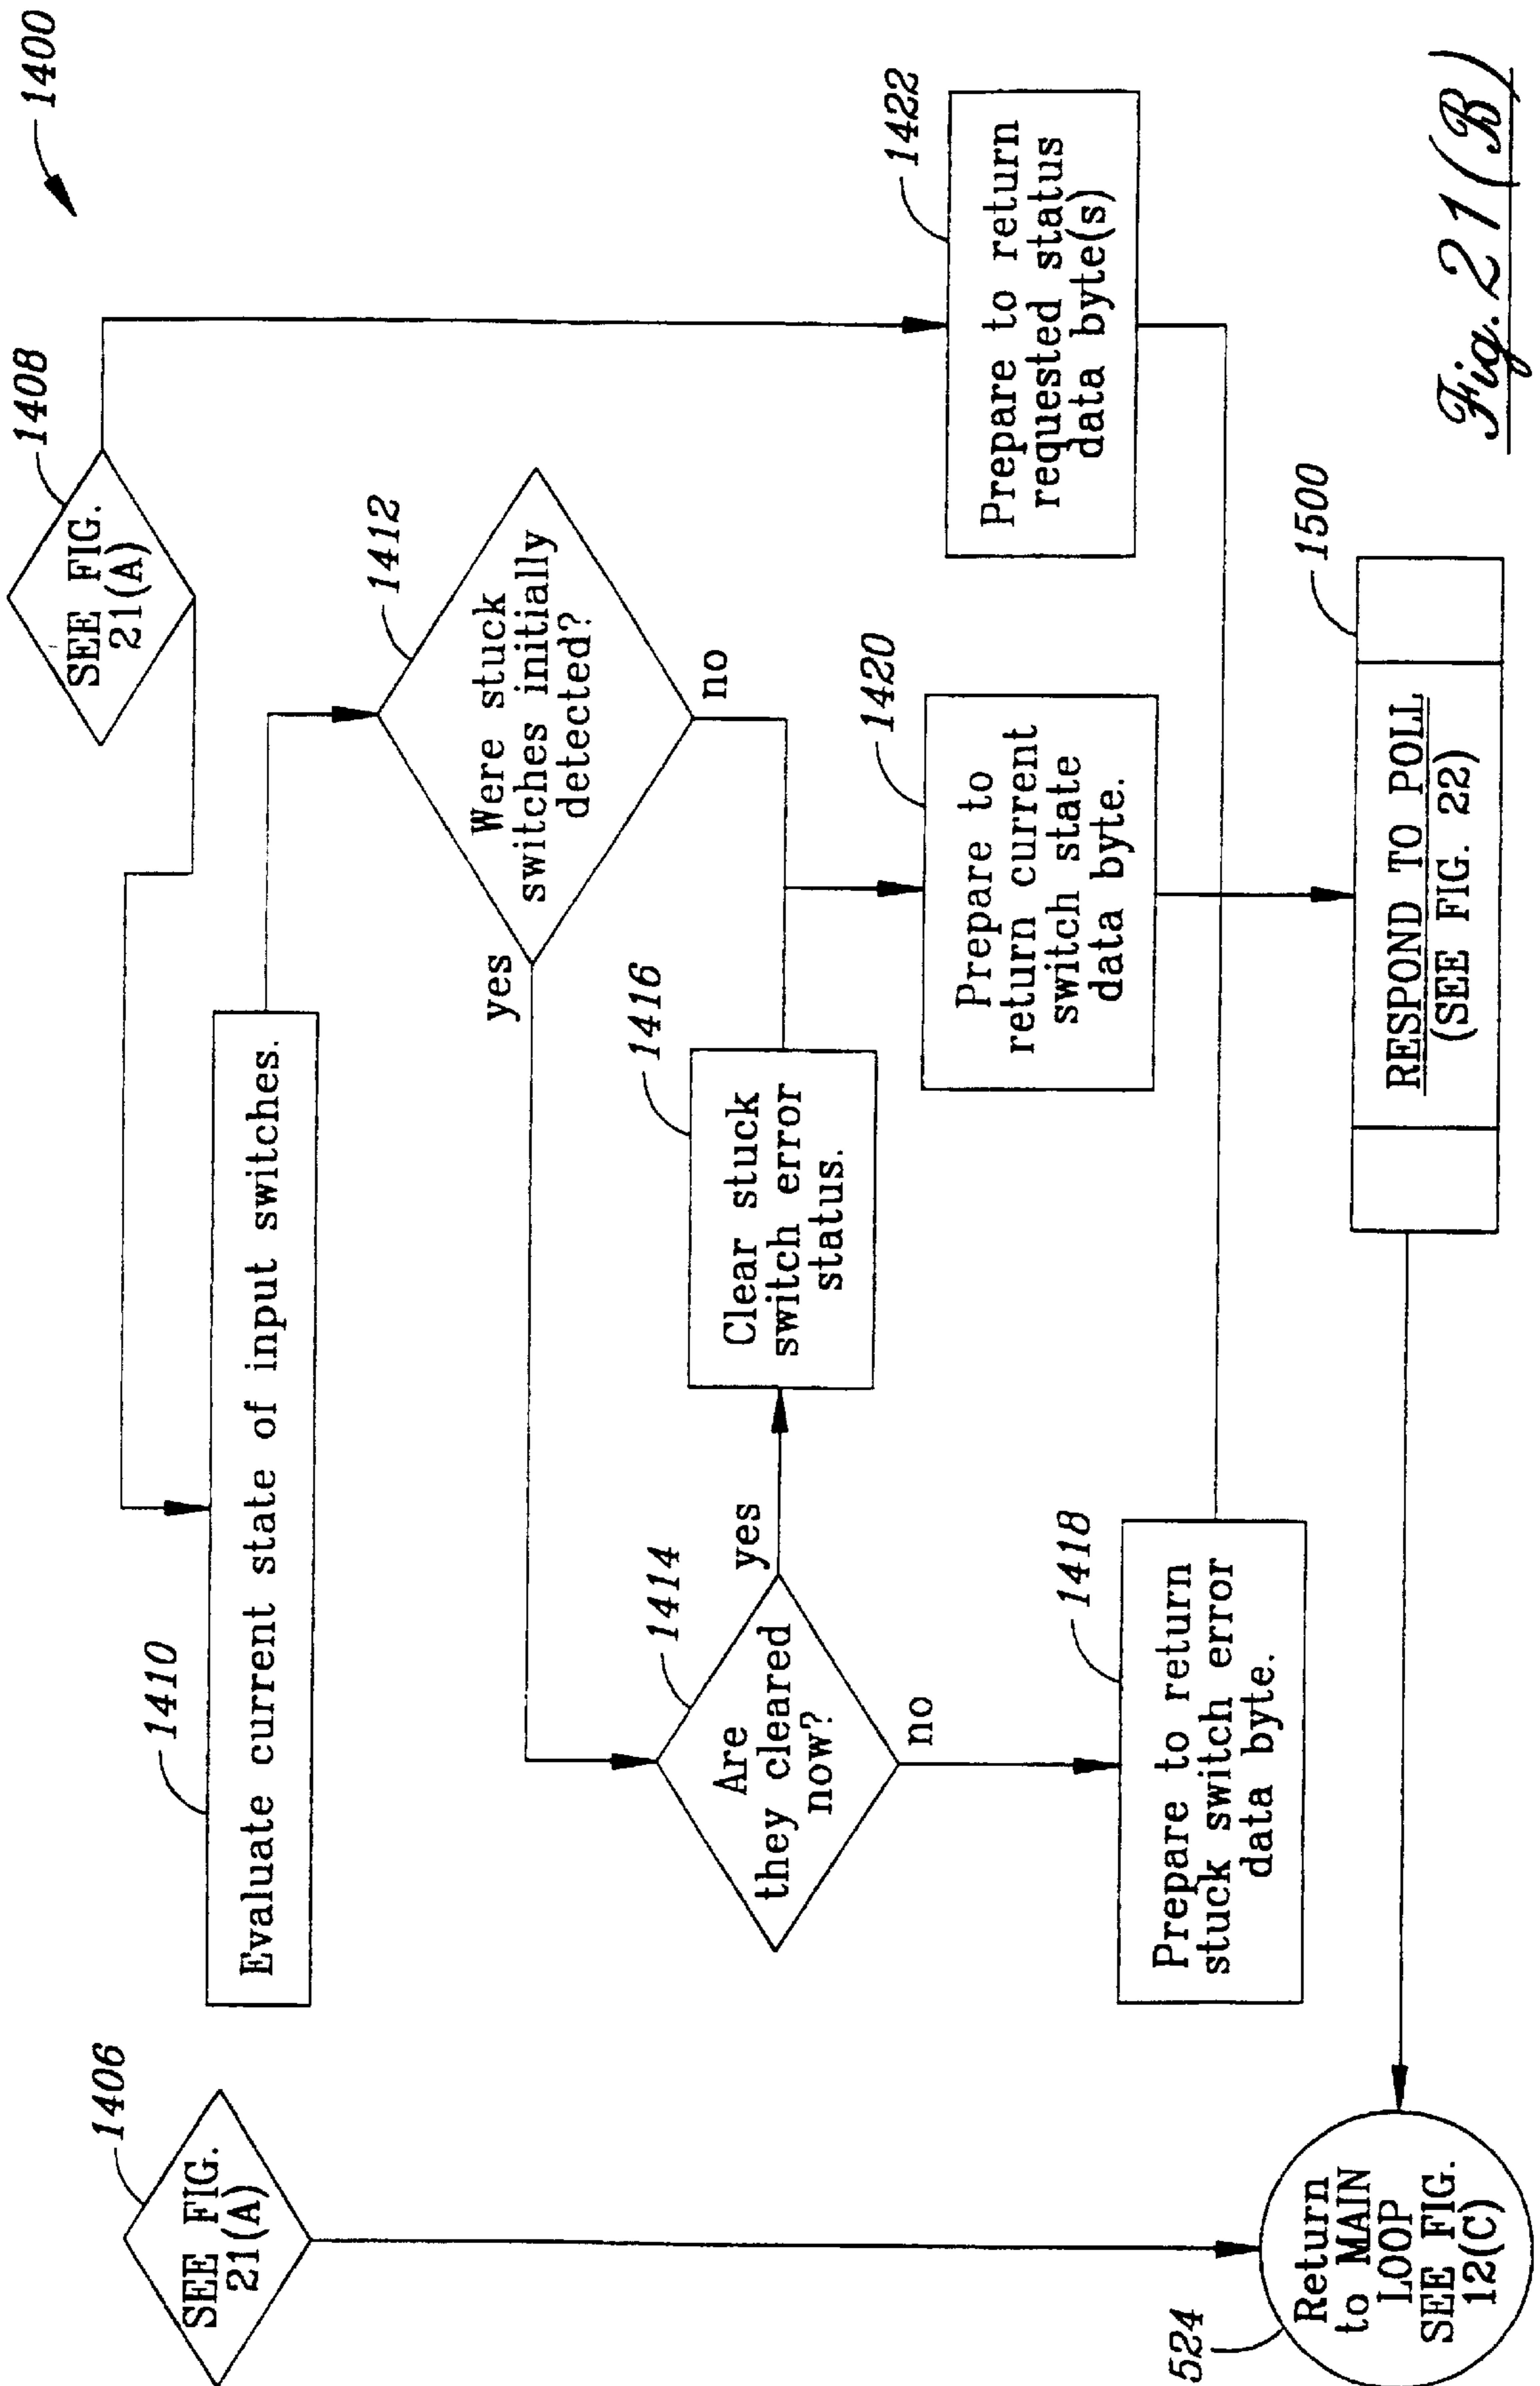 1400
1406
SEE FIG.
21(A)
1408
SEE FIG.
21(A)
1410
Evaluate current state of input switches.
1412
Were stuck
switches initially
detected?
yes
no
1414
Are
they cleared
now?
yes
no
1416
Clear stuck
switch error
status.
1418
Prepare to return
stuck switch error
data byte.
1420
Prepare to
return current
switch state
data byte.
1422
Prepare to return
requested status
data byte(s)
524
Return
to MAIN
LOOP
SEE FIG.
12(C)
1500
RESPOND TO POLL
(SEE FIG. 22)
Fig. 21(B)